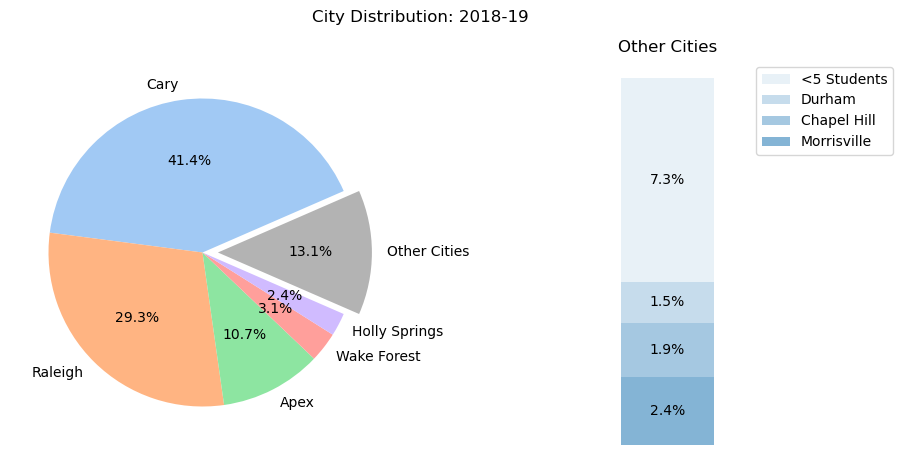 City Distribution: 2018-19
Cary
41.4%
Other Cities
13.1%
2.4%
3.1%
Holly Springs
Wake Forest
10.7%
Apex
29.3%
Raleigh
Other Cities
7.3%
1.5%
1.9%
2.4%
<5 Students
Durham
Chapel Hill
Morrisville